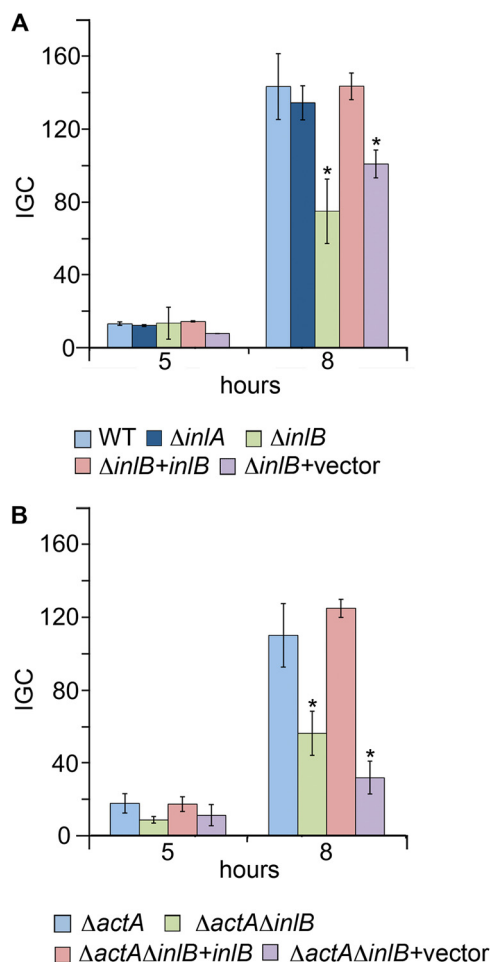 A
160
120
80
40
0
IGC
* *
5 8
hours
WT ΔinlA ΔinlB
ΔinlB+inlB ΔinlB+vector
B
160
120
80
40
0
IGC
* *
5 8
hours
ΔactA ΔactAΔinlB
ΔactAΔinlB+inlB ΔactAΔinlB+vector